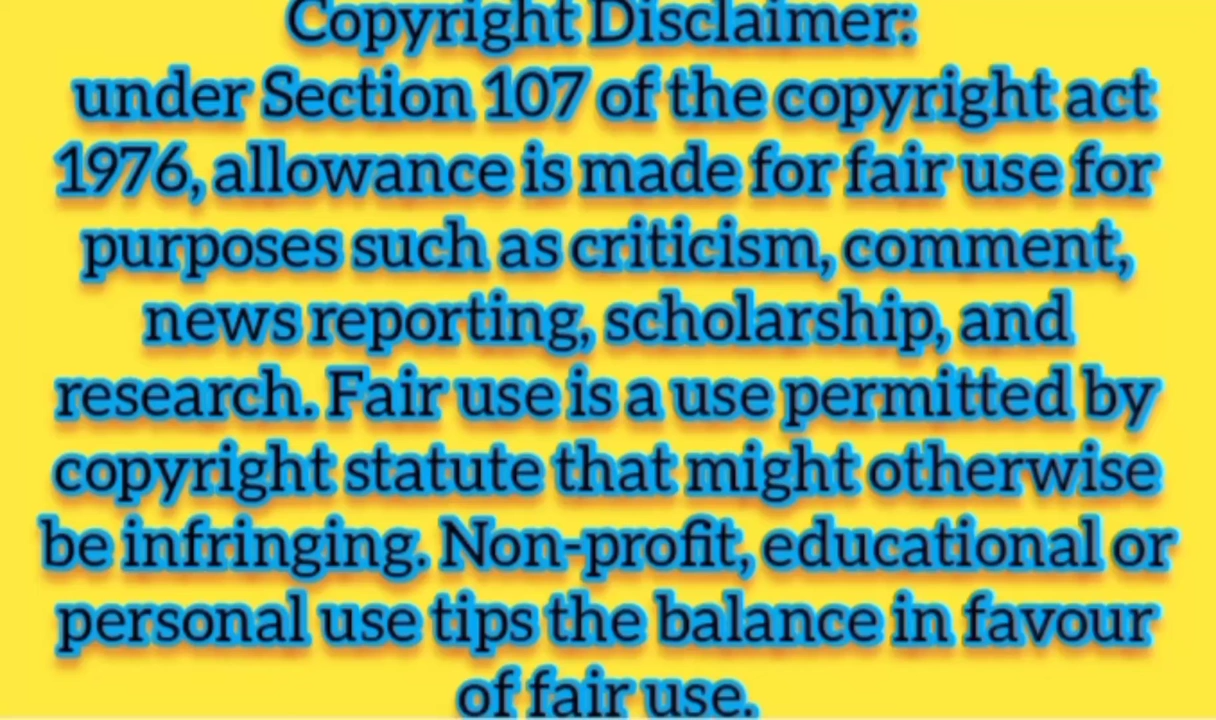 Copyright Disclaimer:
under Section 107 of the copyright act
1976, allowance is made for fair use for
purposes such as criticism, comment,
news reporting, scholarship, and
research. Fair use is a use permitted by
copyright statute that might otherwise
be infringing. Non-profit, educational or
personal use tips the balance in favour
of fair use.